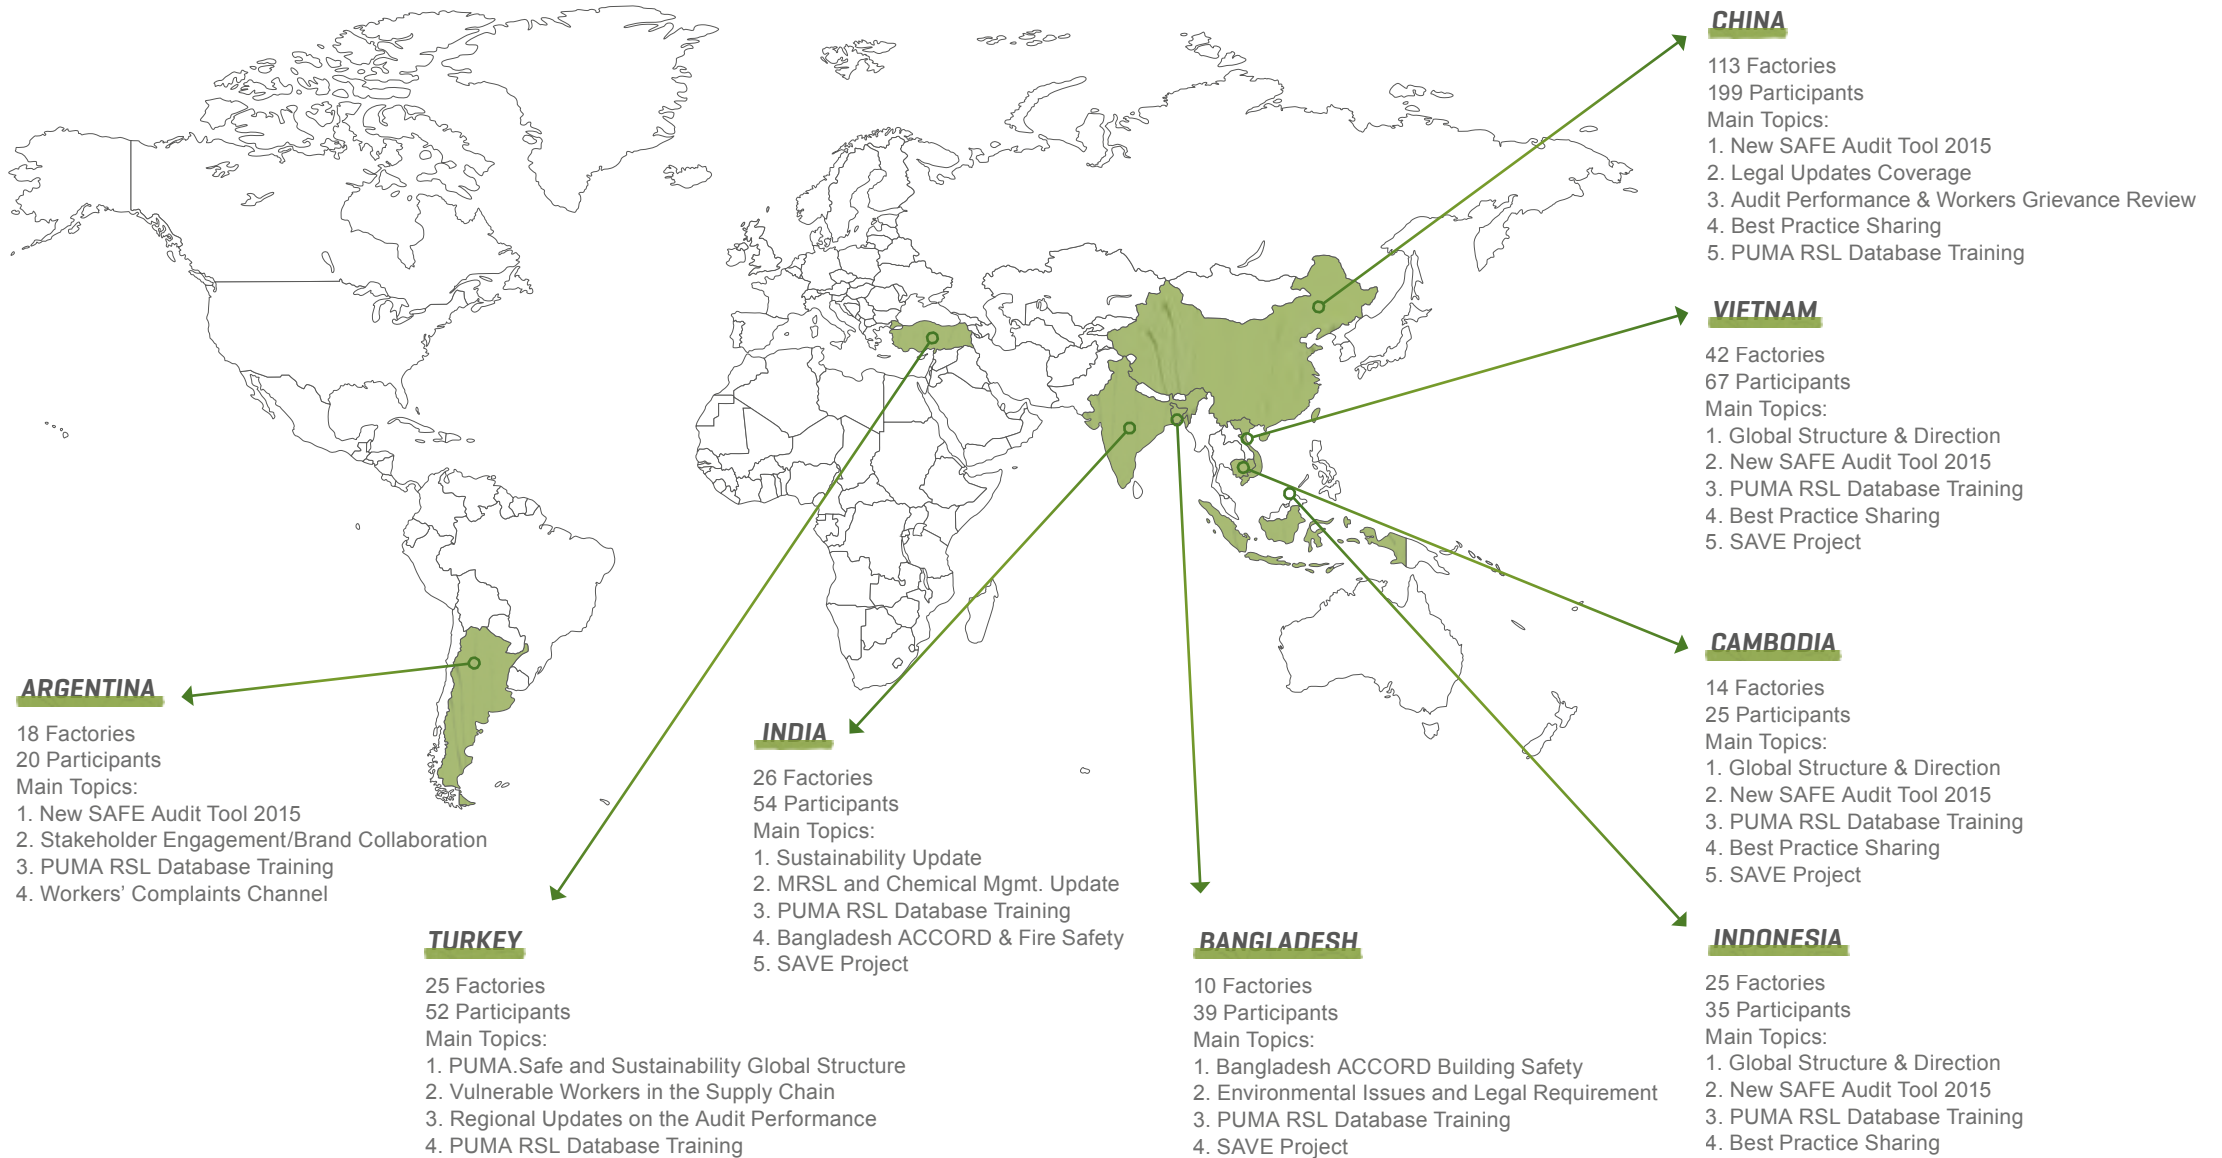 CHINA
113 Factories
199 Participants
Main Topics:
1. New SAFE Audit Tool 2015
2. Legal Updates Coverage
3. Audit Performance & Workers Grievance Review
4. Best Practice Sharing
5. PUMA RSL Database Training
VIETNAM
42 Factories
67 Participants
Main Topics:
1. Global Structure & Direction
2. New SAFE Audit Tool 2015
3. PUMA RSL Database Training
4. Best Practice Sharing
5. SAVE Project
CAMBODIA
14 Factories
25 Participants
Main Topics:
1. Global Structure & Direction
2. New SAFE Audit Tool 2015
3. PUMA RSL Database Training
4. Best Practice Sharing
5. SAVE Project
ARGENTINA
18 Factories
20 Participants
Main Topics:
1. New SAFE Audit Tool 2015
2. Stakeholder Engagement/Brand Collaboration
3. PUMA RSL Database Training
4. Workers’ Complaints Channel
INDIA
26 Factories
54 Participants
Main Topics:
1. Sustainability Update
2. MRSL and Chemical Mgmt. Update
3. PUMA RSL Database Training
4. Bangladesh ACCORD & Fire Safety
5. SAVE Project
TURKEY
25 Factories
52 Participants
Main Topics:
1. PUMA.Safe and Sustainability Global Structure
2. Vulnerable Workers in the Supply Chain
3. Regional Updates on the Audit Performance
4. PUMA RSL Database Training
BANGLADESH
10 Factories
39 Participants
Main Topics:
1. Bangladesh ACCORD Building Safety
2. Environmental Issues and Legal Requirement
3. PUMA RSL Database Training
4. SAVE Project
INDONESIA
25 Factories
35 Participants
Main Topics:
1. Global Structure & Direction
2. New SAFE Audit Tool 2015
3. PUMA RSL Database Training
4. Best Practice Sharing